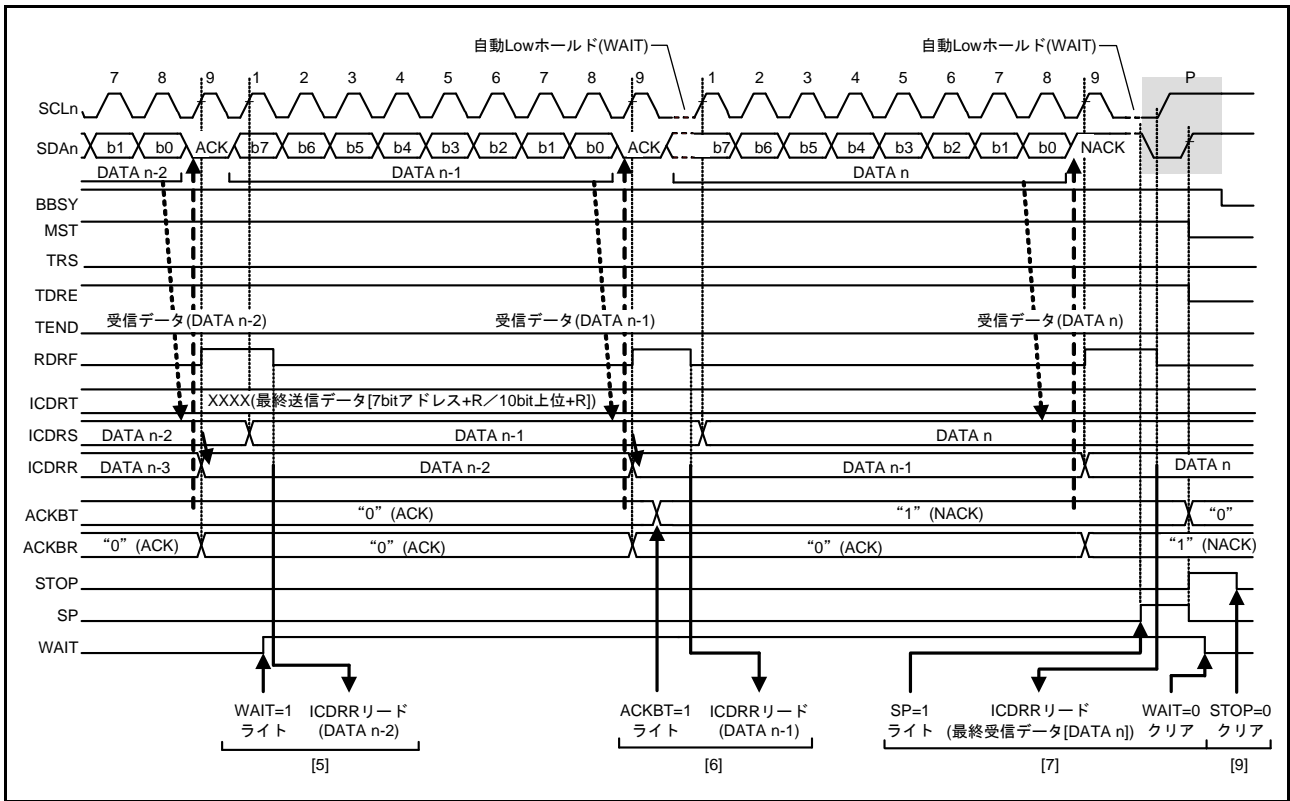 自動Lowホールド(WAIT) 自動Lowホールド(WAIT)
7 8 9 1 2 3 4 5 6 7 8 9 1 2 3 4 5 6 7 8 9 P
SCLn
SDAn b1 b0 ACK b7 b6 b5 b4 b3 b2 b1 b0 ACK b7 b6 b5 b4 b3 b2 b1 b0 NACK
DATA n-2 DATA n-1 DATA n
BBSY
MST
TRS
TDRE
TEND 受信データ(DATA n-2) 受信データ(DATA n-1) 受信データ(DATA n)
RDRF
ICDRT XXXX(最終送信データ[7bitアドレス+R／10bit上位+R])
ICDRS DATA n-2 DATA n-1 DATA n
ICDRR DATA n-3 DATA n-2 DATA n-1 DATA n
ACKBT “0” (ACK) “1” (NACK) “0”
ACKBR “0” (ACK) “0” (ACK) “0” (ACK) “1” (NACK)
STOP
SP
WAIT
WAIT=1 ICDRRリード ACKBT=1 ICDRRリード SP=1 ICDRRリード WAIT=0 STOP=0
ライト (DATA n-2) ライト (DATA n-1) ライト (最終受信データ[DATA n]) クリア クリア
[5] [6] [7] [9]